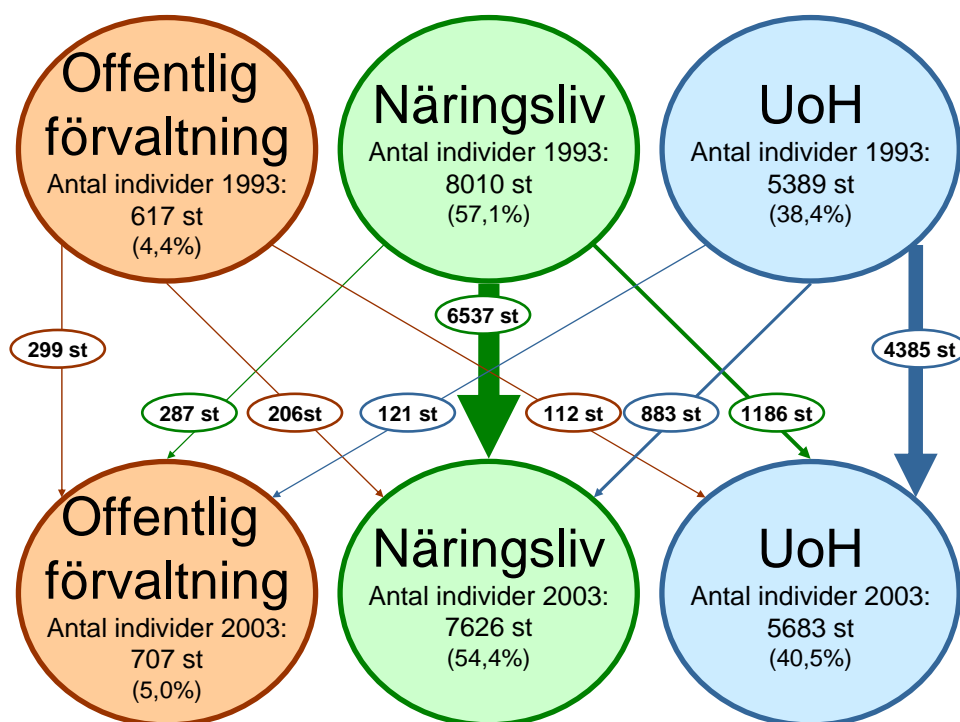 Offentlig
förvaltning
Antal individer 1993:
617 st
(4,4%)
Näringsliv
Antal individer 1993:
8010 st
(57,1%)
UoH
Antal individer 1993:
5389 st
(38,4%)
6537 st
299 st
4385 st
287 st
206st
121 st
112 st
883 st
1186 st
Offentlig
förvaltning
Antal individer 2003:
707 st
(5,0%)
Näringsliv
Antal individer 2003:
7626 st
(54,4%)
UoH
Antal individer 2003:
5683 st
(40,5%)